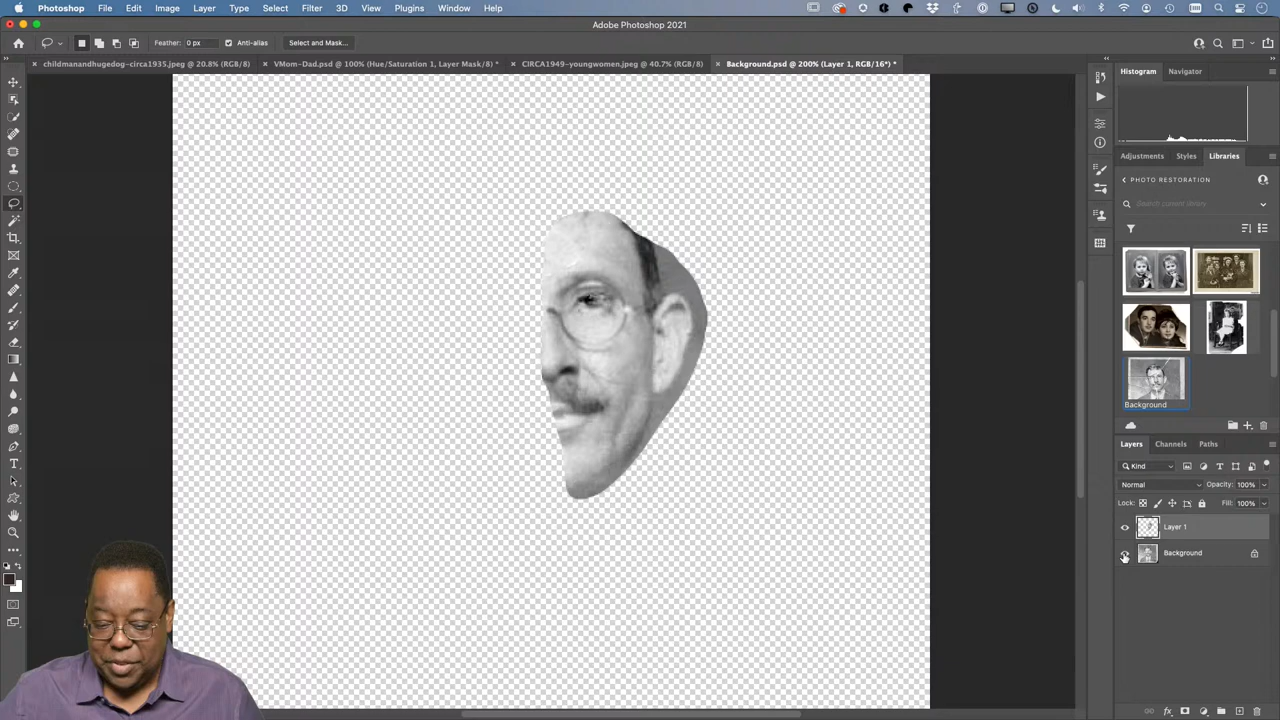 Photoshop File Edit Image Layer Type Select Filter 3D View Plugins Window Help
Adobe Photoshop 2021
Feather: 0 px Anti-alias Select and Mask...
childmanandhugedog-circa1935.jpeg @ 20.8% (RGB/8) VMom-Dad.psd @ 100% (Hue/Saturation 1, Layer Mask/8) * CIRCA1949-youngwomen.jpeg @ 40.7% (RGB/8) Background.psd @ 200% (Layer 1, RGB/16*) *
Histogram Navigator
Adjustments Styles Libraries
PHOTO RESTORATION
Search current library
Background
Layers Channels Paths
Kind
Normal Opacity: 100%
Lock: Fill: 100%
Layer 1
Background